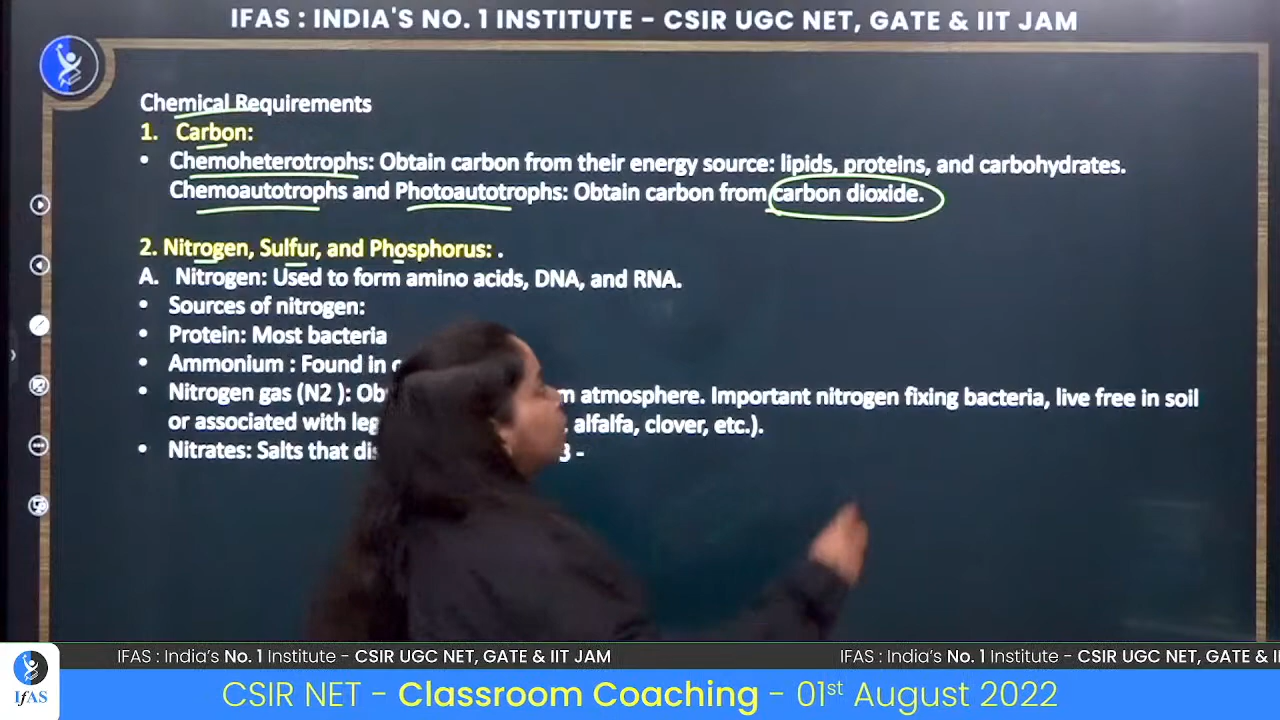 IFAS : INDIA'S NO. 1 INSTITUTE - CSIR UGC NET, GATE & IIT JAM
Chemical Requirements
1. Carbon:
• Chemoheterotrophs: Obtain carbon from their energy source: lipids, proteins, and carbohydrates.
Chemoautotrophs and Photoautotrophs: Obtain carbon from carbon dioxide.
2. Nitrogen, Sulfur, and Phosphorus: .
A. Nitrogen: Used to form amino acids, DNA, and RNA.
• Sources of nitrogen:
• Protein: Most bacteria
• Ammonium : Found in
• Nitrogen gas (N2 ): atmosphere. Important nitrogen fixing bacteria, live free in soil
or associated with alfalfa, clover, etc.).
• Nitrates: Salts that 3 -
IFAS : India's No. 1 Institute - CSIR UGC NET, GATE & IIT JAM IFAS : India's No. 1 Institute - CSIR UGC NET, GATE & II
IFAS
CSIR NET - Classroom Coaching - 01st August 2022